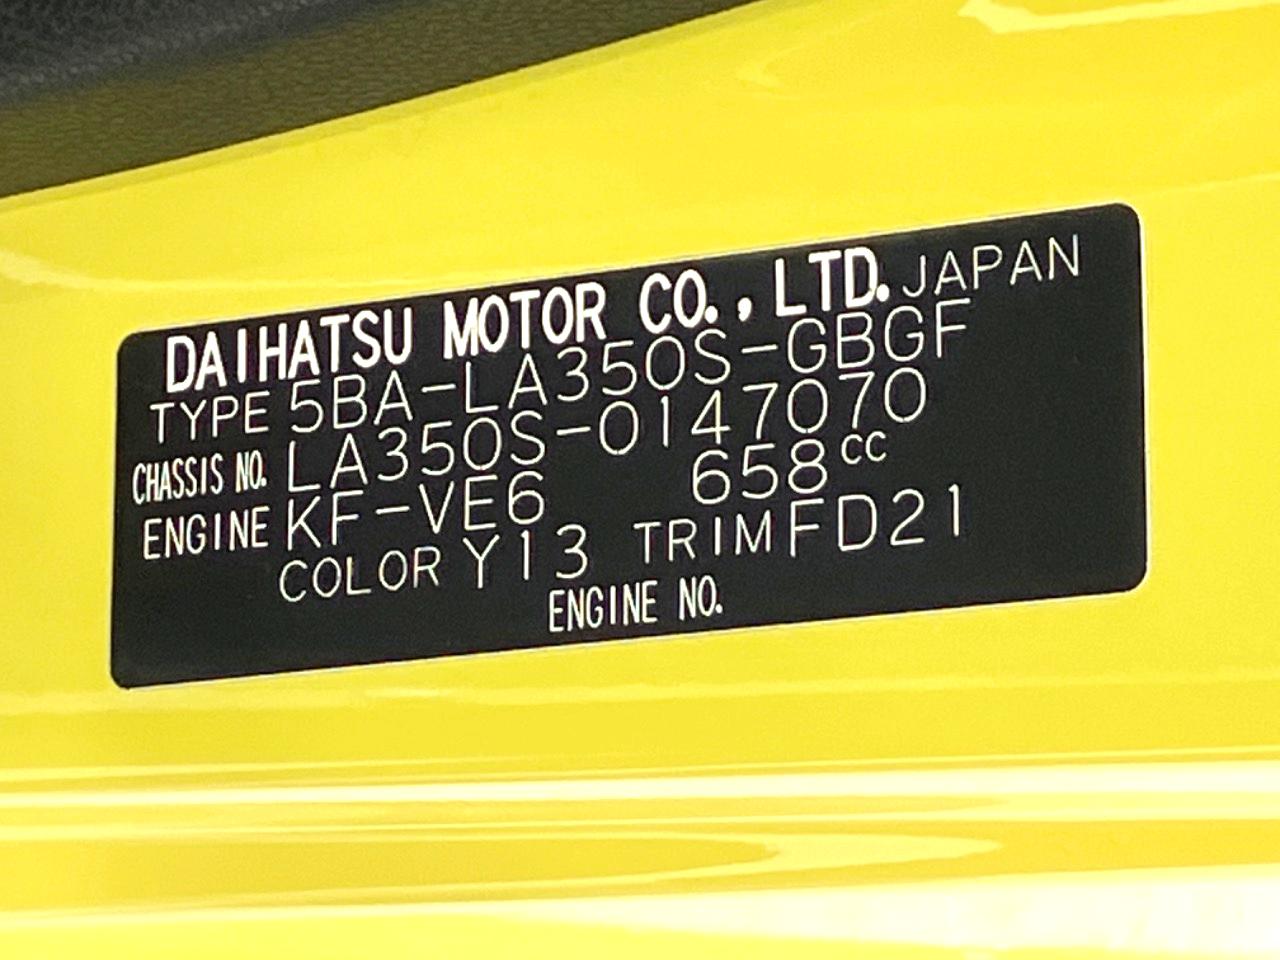 DAIHATSU MOTOR CO., LTD. JAPAN
TYPE 5BA-LA350S-GBGF
CHASSIS NO. LA350S-0147070
ENGINE KF-VE6 658cc
COLOR Y13 TRIM FD21
ENGINE NO.